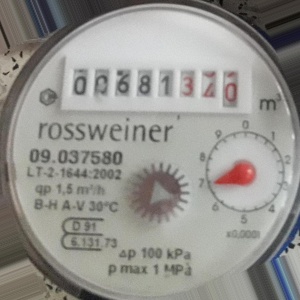 00681340
m³
rossweiner
09.037580
LT-2-1644:2002
qp 1,5 m³/h
B-H A-V 30°C
D 91
6.131.73
Δp 100 kPa
p max 1 MPa
0
1
2
3
4
5
6
7
8
9
x0,0001